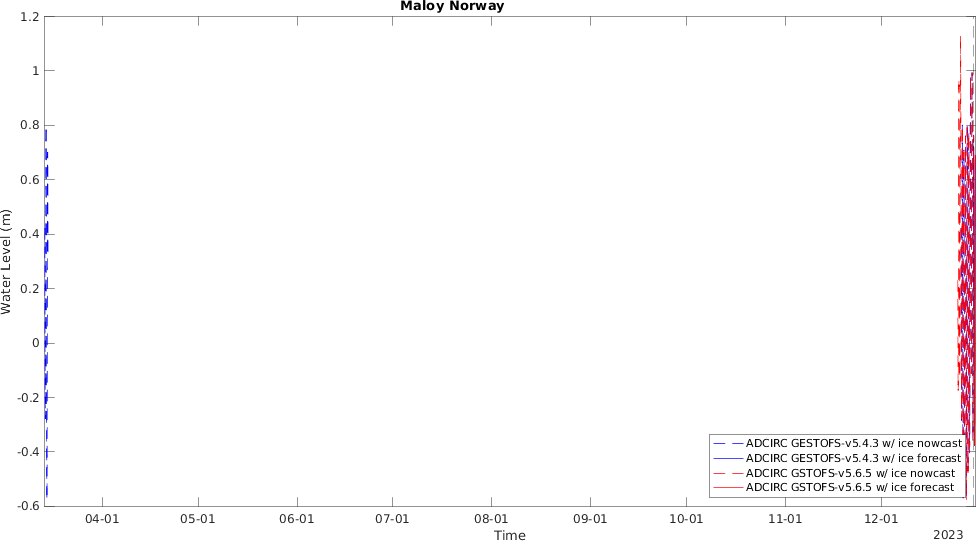 Maloy Norway
1.2
1
0.8
0.6
0.4
0.2
0
-0.2
-0.4
-0.6
Water Level (m)
ADCIRC GESTOFS-v5.4.3 w/ ice nowcast
ADCIRC GESTOFS-v5.4.3 w/ ice forecast
ADCIRC GSTOFS-v5.6.5 w/ ice nowcast
ADCIRC GSTOFS-v5.6.5 w/ ice forecast
04-01 05-01 06-01 07-01 08-01 09-01 10-01 11-01 12-01
Time
2023